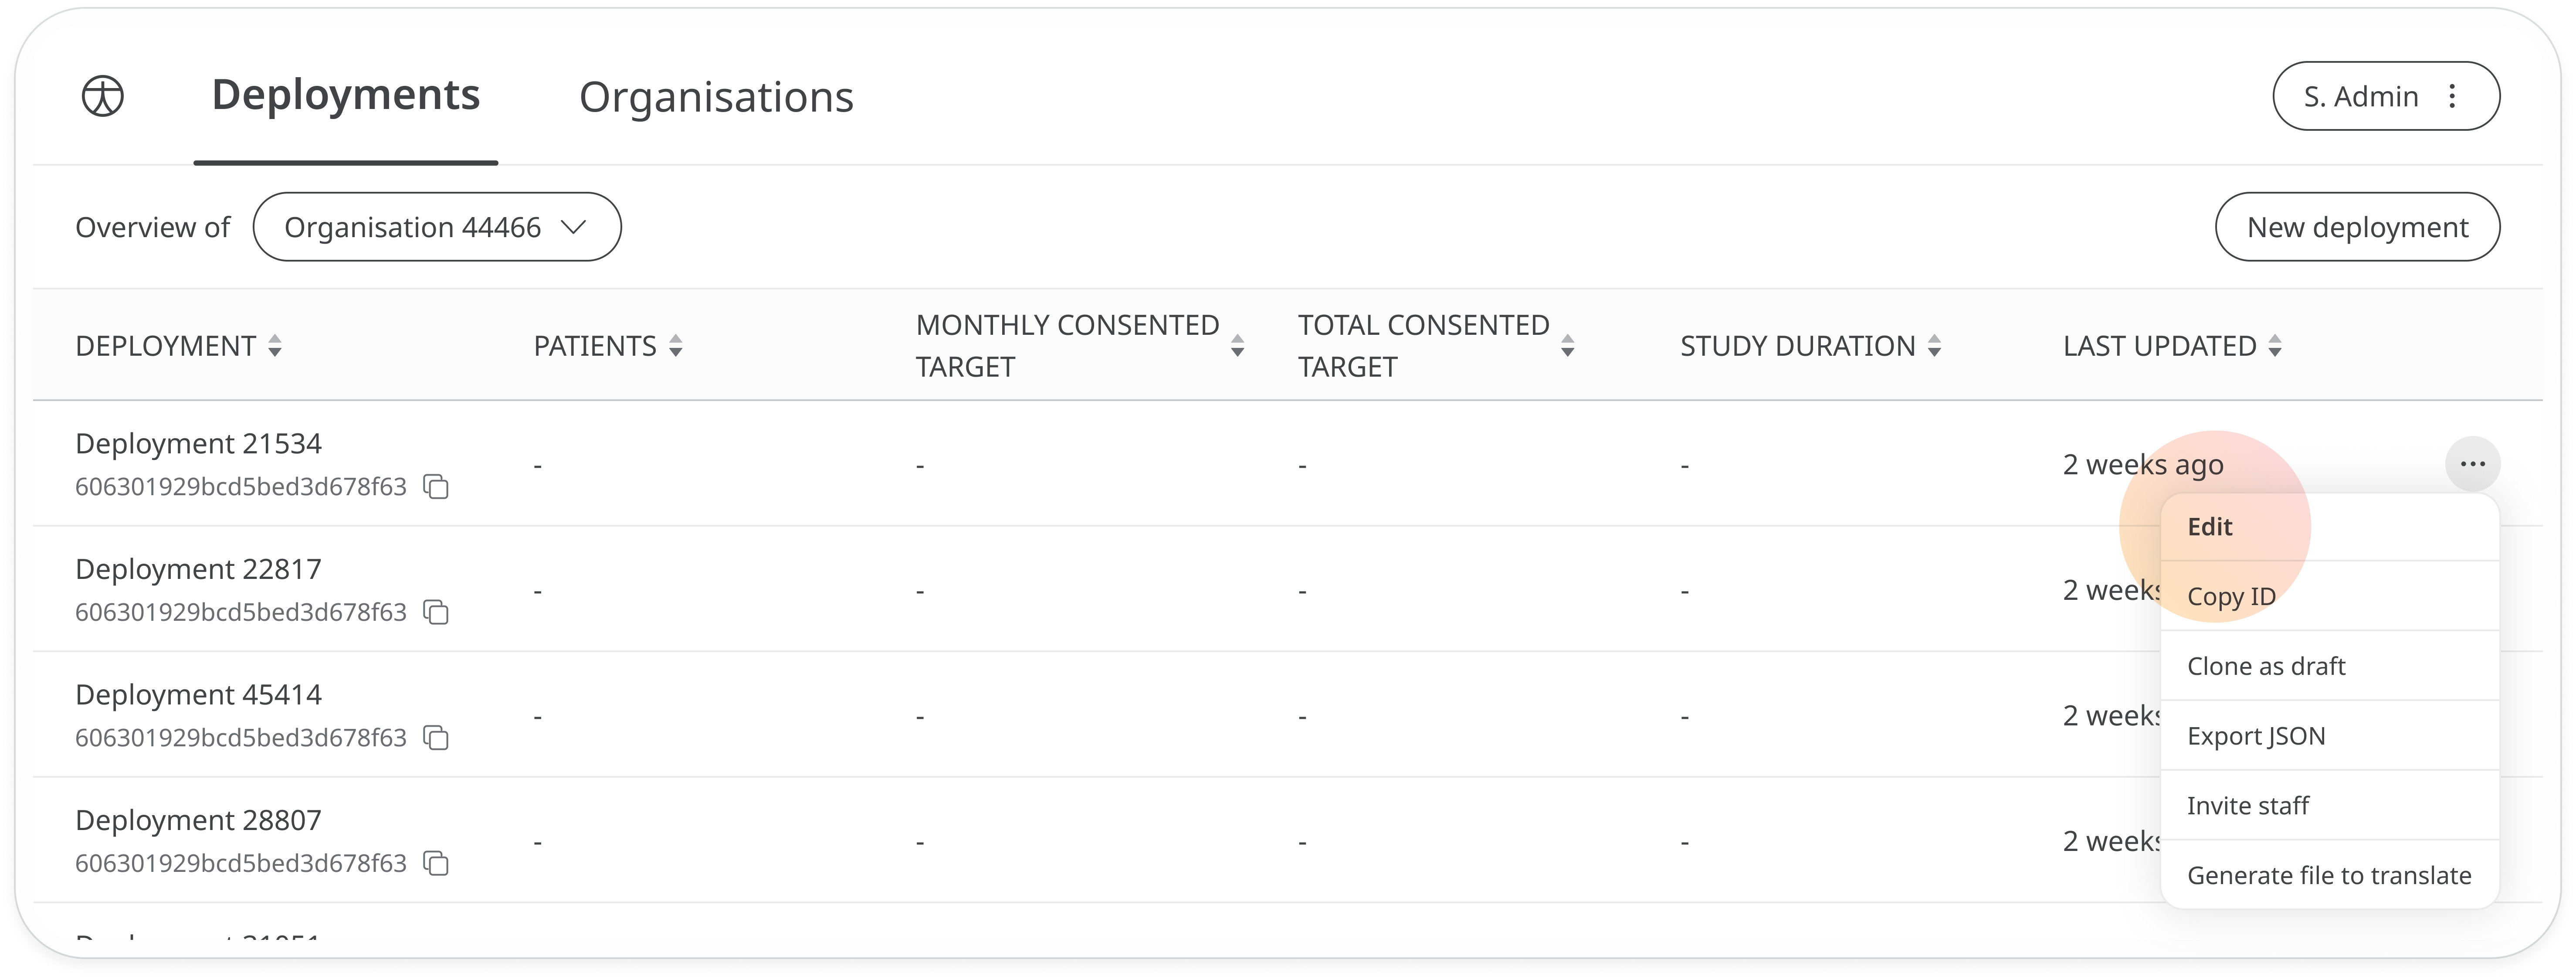 Deployments
Organisations
S. Admin
Overview of
Organisation 44466
New deployment
DEPLOYMENT
PATIENTS
MONTHLY CONSENTED
TARGET
TOTAL CONSENTED
TARGET
STUDY DURATION
LAST UPDATED
Deployment 21534
606301929bcd5bed3d678f63
-
-
-
-
2 weeks ago
Deployment 22817
606301929bcd5bed3d678f63
-
-
-
-
2 weeks
Deployment 45414
606301929bcd5bed3d678f63
-
-
-
-
2 weeks
Deployment 28807
606301929bcd5bed3d678f63
-
-
-
-
2 weeks
Edit
Copy ID
Clone as draft
Export JSON
Invite staff
Generate file to translate